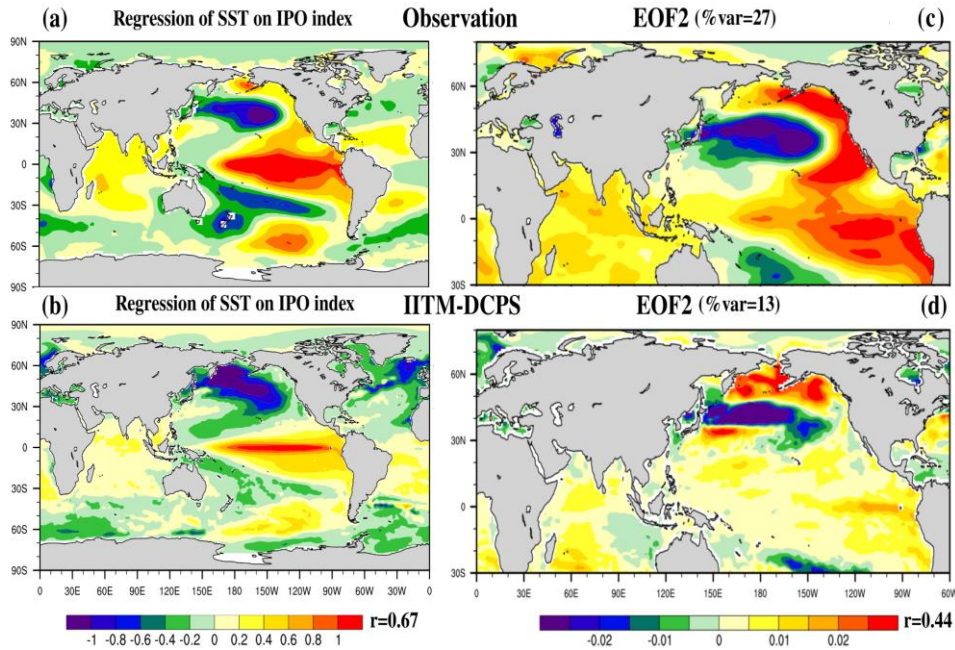 (a) Regression of SST on IPO index Observation EOF2 (%var=27) (c)
90N
60N
30N
0
30S
60S
90S
60N
30N
0
30S
(b) Regression of SST on IPO index IITM-DCPS EOF2 (%var=13) (d)
90N
60N
30N
0
30S
60S
90S
0 30E 60E 90E 120E 150E 180 150W 120W 90W 60W 30W 0
60N
30N
0
30S
0 30E 60E 90E 120E 150E 180 150W 120W 90W 60W
-1 -0.8 -0.6 -0.4 -0.2 0 0.2 0.4 0.6 0.8 1 r=0.67
-0.02 -0.01 0 0.01 0.02 r=0.44